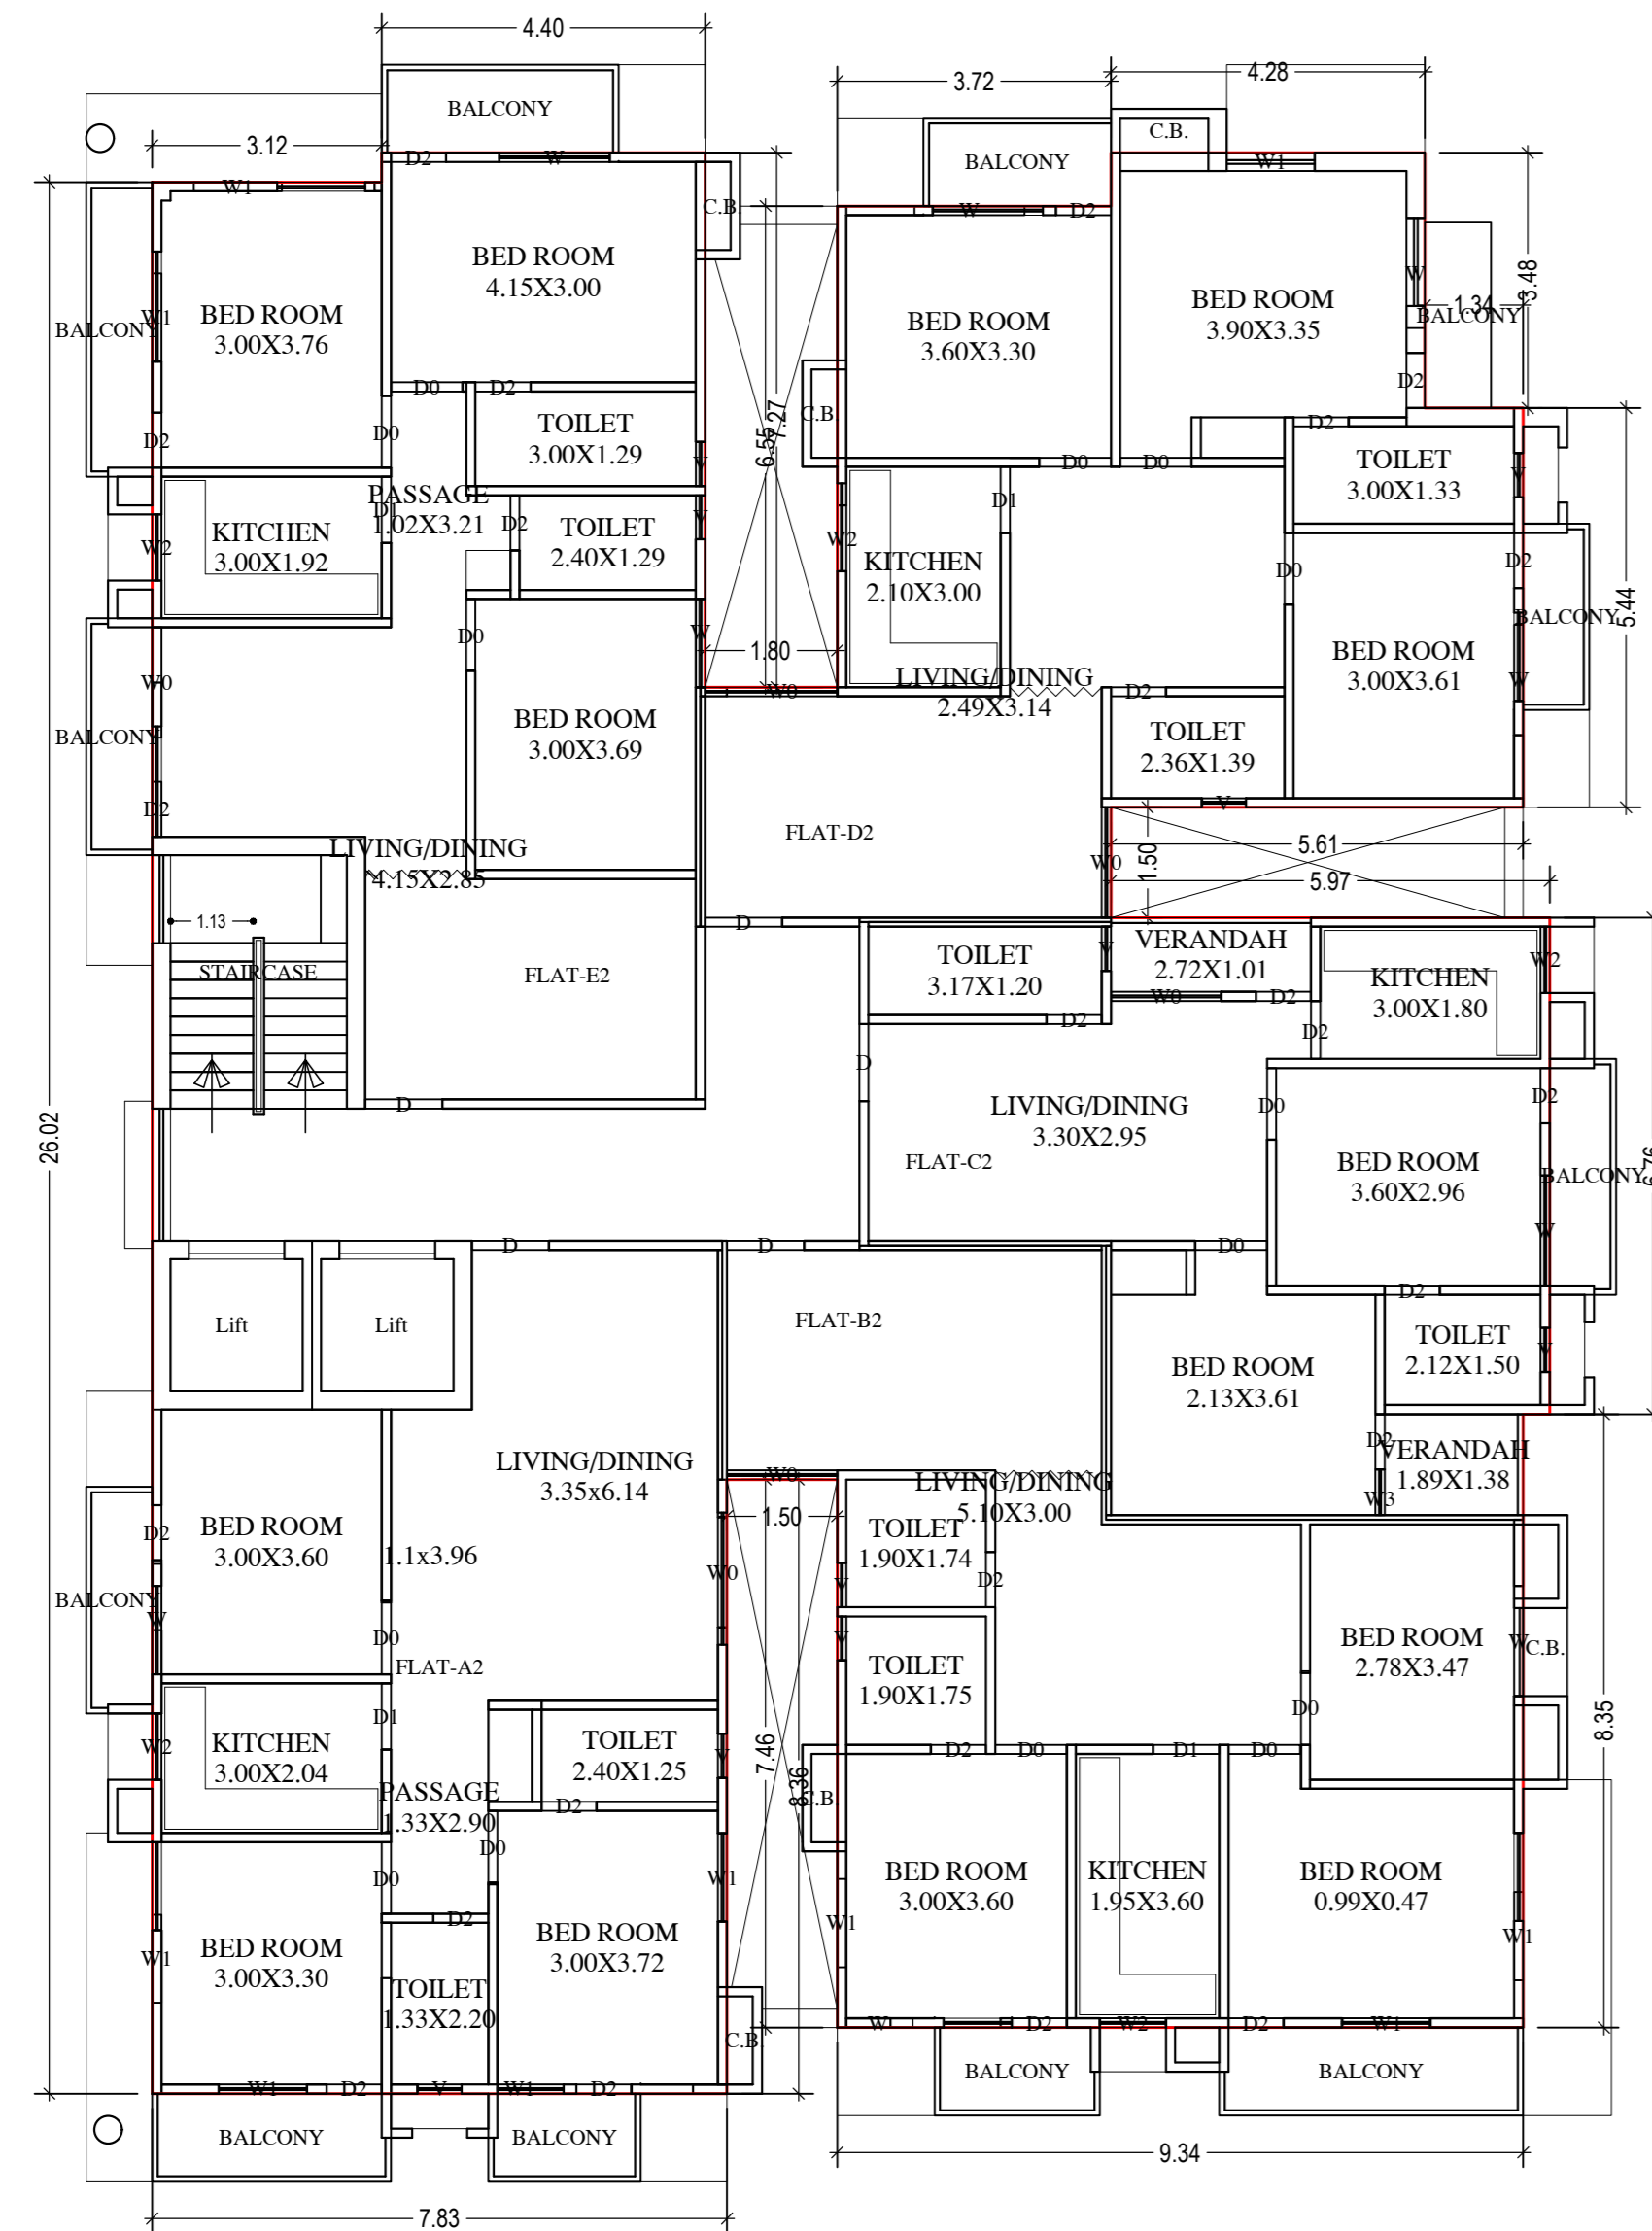 4.40
3.72
4.28
BALCONY
3.12
C.B.
D2
W
W1
BALCONY
W1
C.B.
W
D2
BED ROOM
4.15X3.00
W
3.48
1.34
BALCONY
BED ROOM
3.90X3.35
BALCONY
W1
BED ROOM
3.00X3.76
BED ROOM
3.60X3.30
D0
D2
D2
C.B.
6.55
7.27
D2
D0
TOILET
3.00X1.29
V
D0
D0
D2
TOILET
3.00X1.33
V
PASSAGE
1.02X3.21
D1
D2
TOILET
2.40X1.29
V
D1
KITCHEN
3.00X1.92
W2
W2
KITCHEN
2.10X3.00
D0
D2
BALCONY
5.44
D0
W
1.80
W0
BED ROOM
3.00X3.61
W
W0
LIVING/DINING
2.49X3.14
D2
BALCONY
BED ROOM
3.00X3.69
TOILET
2.36X1.39
V
D2
FLAT-D2
LIVING/DINING
4.15X2.85
W0
1.50
5.61
5.97
1.13
D
STAIRCASE
FLAT-E2
TOILET
3.17X1.20
V
VERANDAH
2.72X1.01
W0
D2
KITCHEN
3.00X1.80
W2
D2
D2
D
D
LIVING/DINING
3.30X2.95
D0
D2
26.02
FLAT-C2
BED ROOM
3.60X2.96
BALCONY
6.76
W
D
D
D0
D2
Lift
Lift
FLAT-B2
TOILET
2.12X1.50
V
BED ROOM
2.13X3.61
D2
VERANDAH
1.89X1.38
W3
LIVING/DINING
3.35x6.14
W0
LIVING/DINING
5.10X3.00
1.50
D2
BED ROOM
3.00X3.60
1.1x3.96
W0
TOILET
1.90X1.74
V
D2
BALCONY
W
D0
FLAT-A2
V
TOILET
1.90X1.75
BED ROOM
2.78X3.47
W
C.B.
D0
D1
KITCHEN
3.00X2.04
W2
TOILET
2.40X1.25
V
7.46
8.36
8.35
D2
D0
D1
D0
PASSAGE
1.33X2.90
D2
C.B.
D0
D0
W1
BED ROOM
3.00X3.60
KITCHEN
1.95X3.60
BED ROOM
0.99X0.47
W1
W1
D2
BED ROOM
3.00X3.30
W1
BED ROOM
3.00X3.72
TOILET
1.33X2.20
C.B.
W
D2
W2
D2
W1
W1
D2
V
W1
D2
BALCONY
BALCONY
BALCONY
BALCONY
9.34
7.83